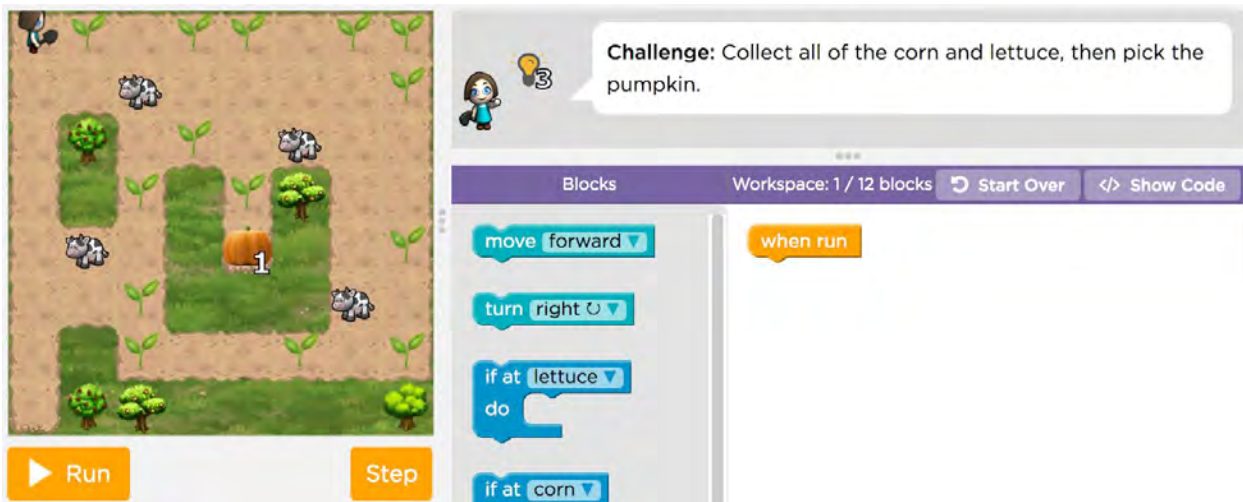 Challenge: Collect all of the corn and lettuce, then pick the
pumpkin.
3
Blocks
Workspace: 1 / 12 blocks
Start Over
</> Show Code
move forward
when run
1
turn right
if at lettuce
do
if at corn
Run
Step